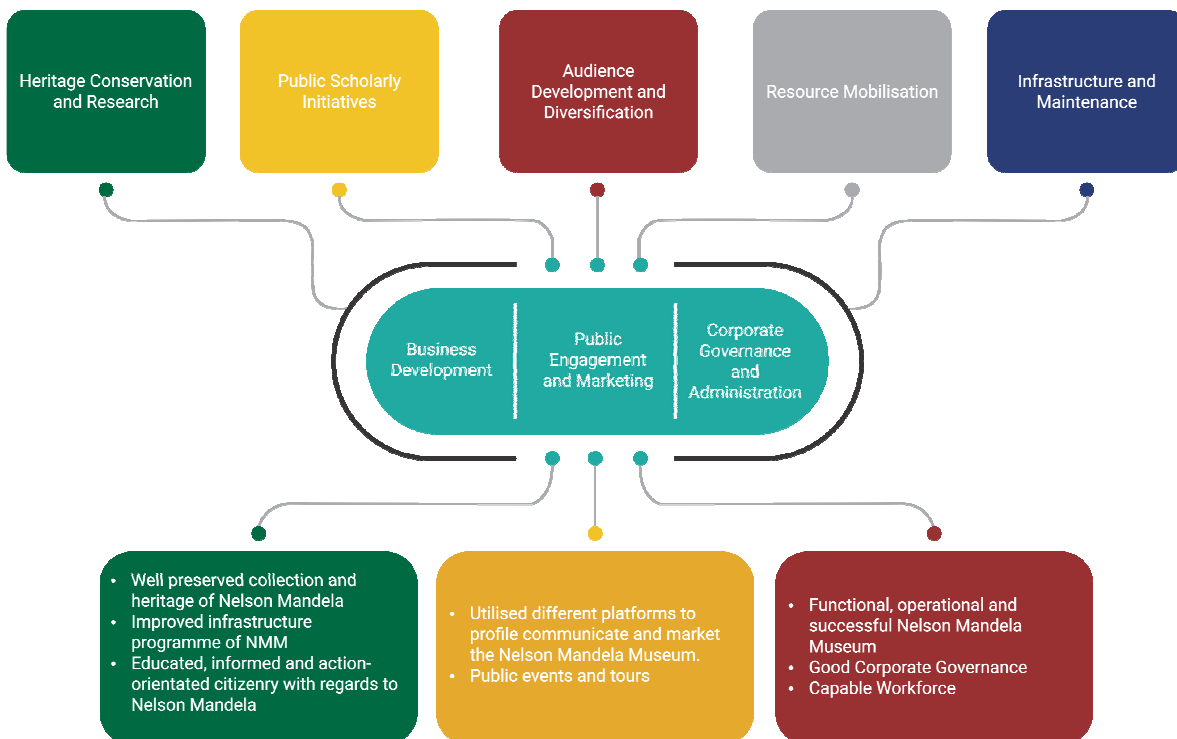 Heritage Conservation
and Research
Public Scholarly
Initiatives
Audience
Development and
Diversification
Resource Mobilisation
Infrastructure and
Maintenance
Business
Development
Public
Engagement
and Marketing
Corporate
Governance
and
Administration
• Well preserved collection and
heritage of Nelson Mandela
• Improved infrastructure
programme of NMM
• Educated, informed and action-
orientated citizenry with regards to
Nelson Mandela
• Utilised different platforms to
profile communicate and market
the Nelson Mandela Museum.
• Public events and tours
• Functional, operational and
successful Nelson Mandela
Museum
• Good Corporate Governance
• Capable Workforce